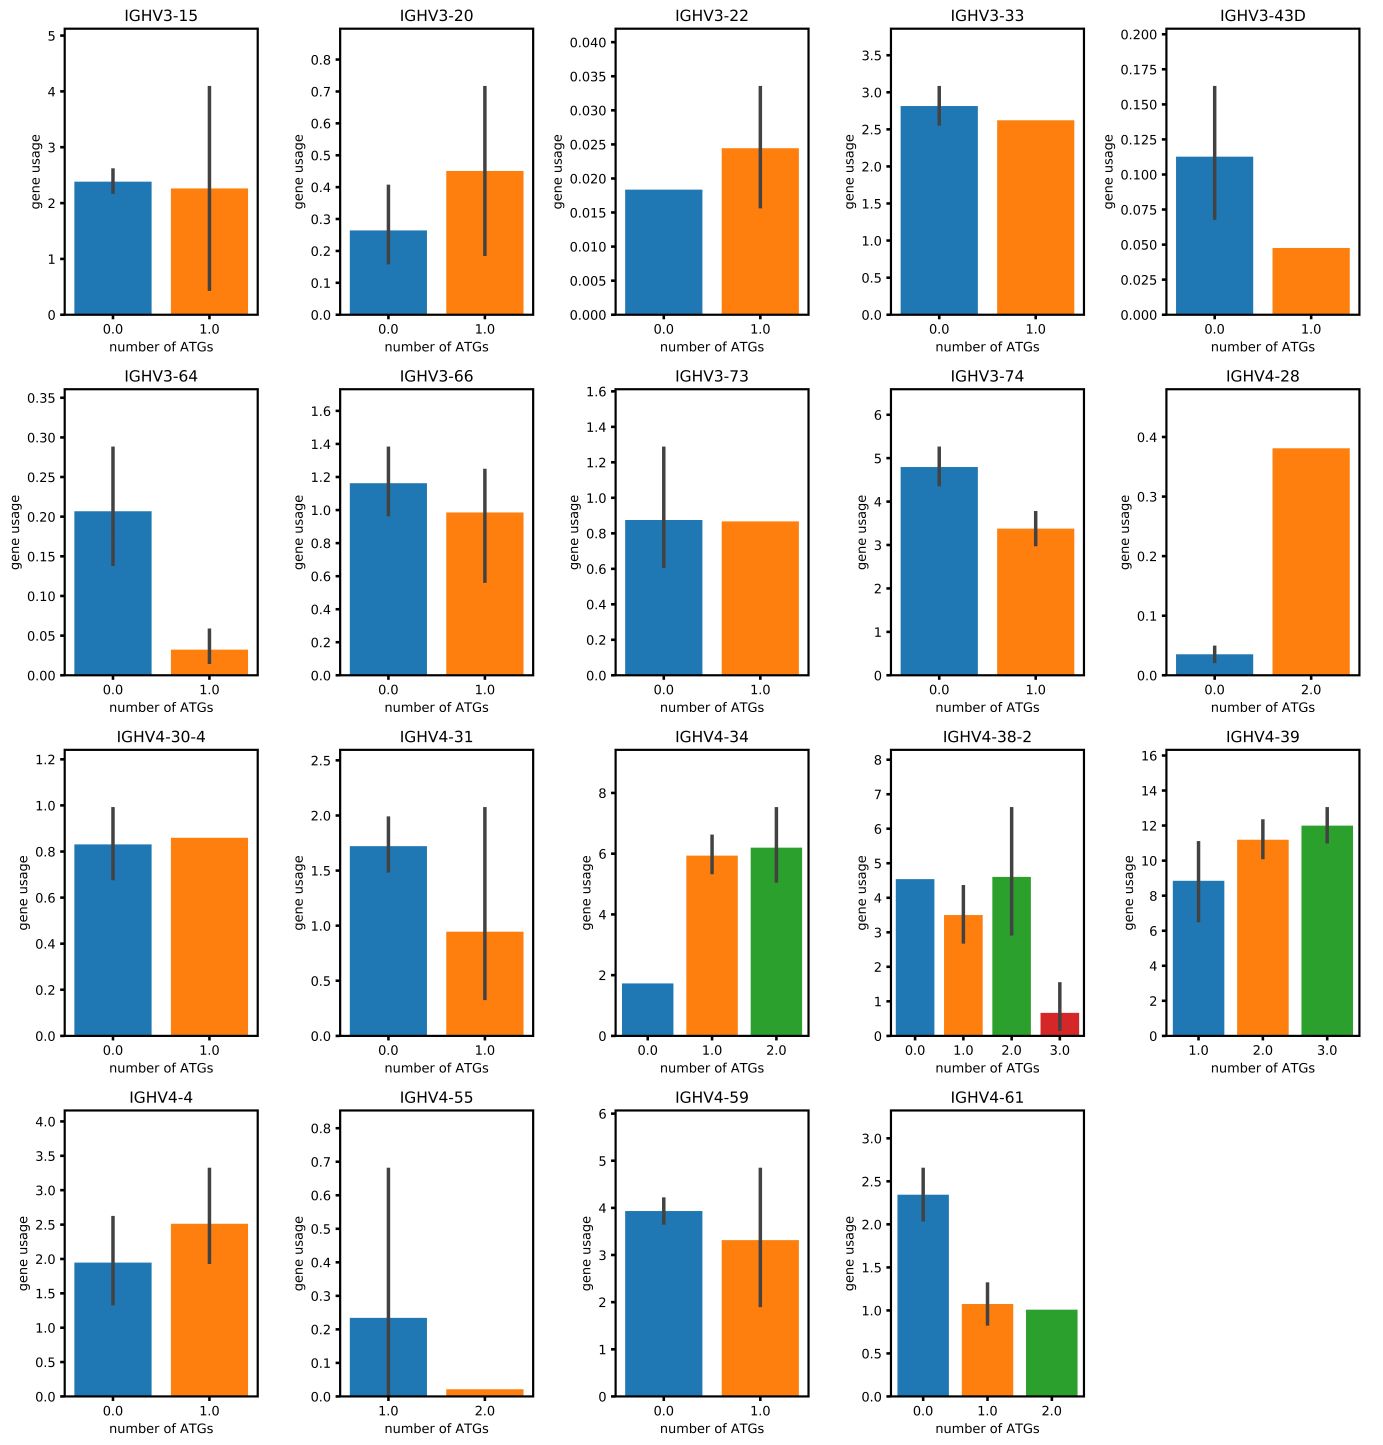 IGHV3-15
5
4
3
2
1
0
gene usage
0.0 1.0
number of ATGs
IGHV3-20
0.8
0.7
0.6
0.5
0.4
0.3
0.2
0.1
0.0
gene usage
0.0 1.0
number of ATGs
IGHV3-22
0.040
0.035
0.030
0.025
0.020
0.015
0.010
0.005
0.000
gene usage
0.0 1.0
number of ATGs
IGHV3-33
3.5
3.0
2.5
2.0
1.5
1.0
0.5
0.0
gene usage
0.0 1.0
number of ATGs
IGHV3-43D
0.200
0.175
0.150
0.125
0.100
0.075
0.050
0.025
0.000
gene usage
0.0 1.0
number of ATGs
IGHV3-64
0.35
0.30
0.25
0.20
0.15
0.10
0.05
0.00
gene usage
0.0 1.0
number of ATGs
IGHV3-66
1.6
1.4
1.2
1.0
0.8
0.6
0.4
0.2
0.0
gene usage
0.0 1.0
number of ATGs
IGHV3-73
1.6
1.4
1.2
1.0
0.8
0.6
0.4
0.2
0.0
gene usage
0.0 1.0
number of ATGs
IGHV3-74
6
5
4
3
2
1
0
gene usage
0.0 1.0
number of ATGs
IGHV4-28
0.4
0.3
0.2
0.1
0.0
gene usage
0.0 2.0
number of ATGs
IGHV4-30-4
1.2
1.0
0.8
0.6
0.4
0.2
0.0
gene usage
0.0 1.0
number of ATGs
IGHV4-31
2.5
2.0
1.5
1.0
0.5
0.0
gene usage
0.0 1.0
number of ATGs
IGHV4-34
8
6
4
2
0
gene usage
0.0 1.0 2.0
number of ATGs
IGHV4-38-2
8
7
6
5
4
3
2
1
0
gene usage
0.0 1.0 2.0 3.0
number of ATGs
IGHV4-39
16
14
12
10
8
6
4
2
0
gene usage
1.0 2.0 3.0
number of ATGs
IGHV4-4
4.0
3.5
3.0
2.5
2.0
1.5
1.0
0.5
0.0
gene usage
0.0 1.0
number of ATGs
IGHV4-55
0.8
0.7
0.6
0.5
0.4
0.3
0.2
0.1
0.0
gene usage
1.0 2.0
number of ATGs
IGHV4-59
6
5
4
3
2
1
0
gene usage
0.0 1.0
number of ATGs
IGHV4-61
3.0
2.5
2.0
1.5
1.0
0.5
0.0
gene usage
0.0 1.0 2.0
number of ATGs